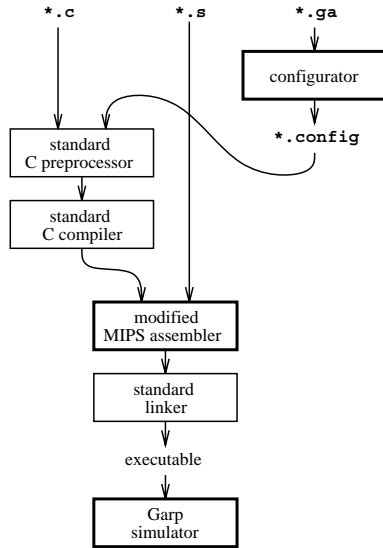 *.c
*.s
*.ga
configurator
*.config
standard
C preprocessor
standard
C compiler
modified
MIPS assembler
standard
linker
executable
Garp
simulator